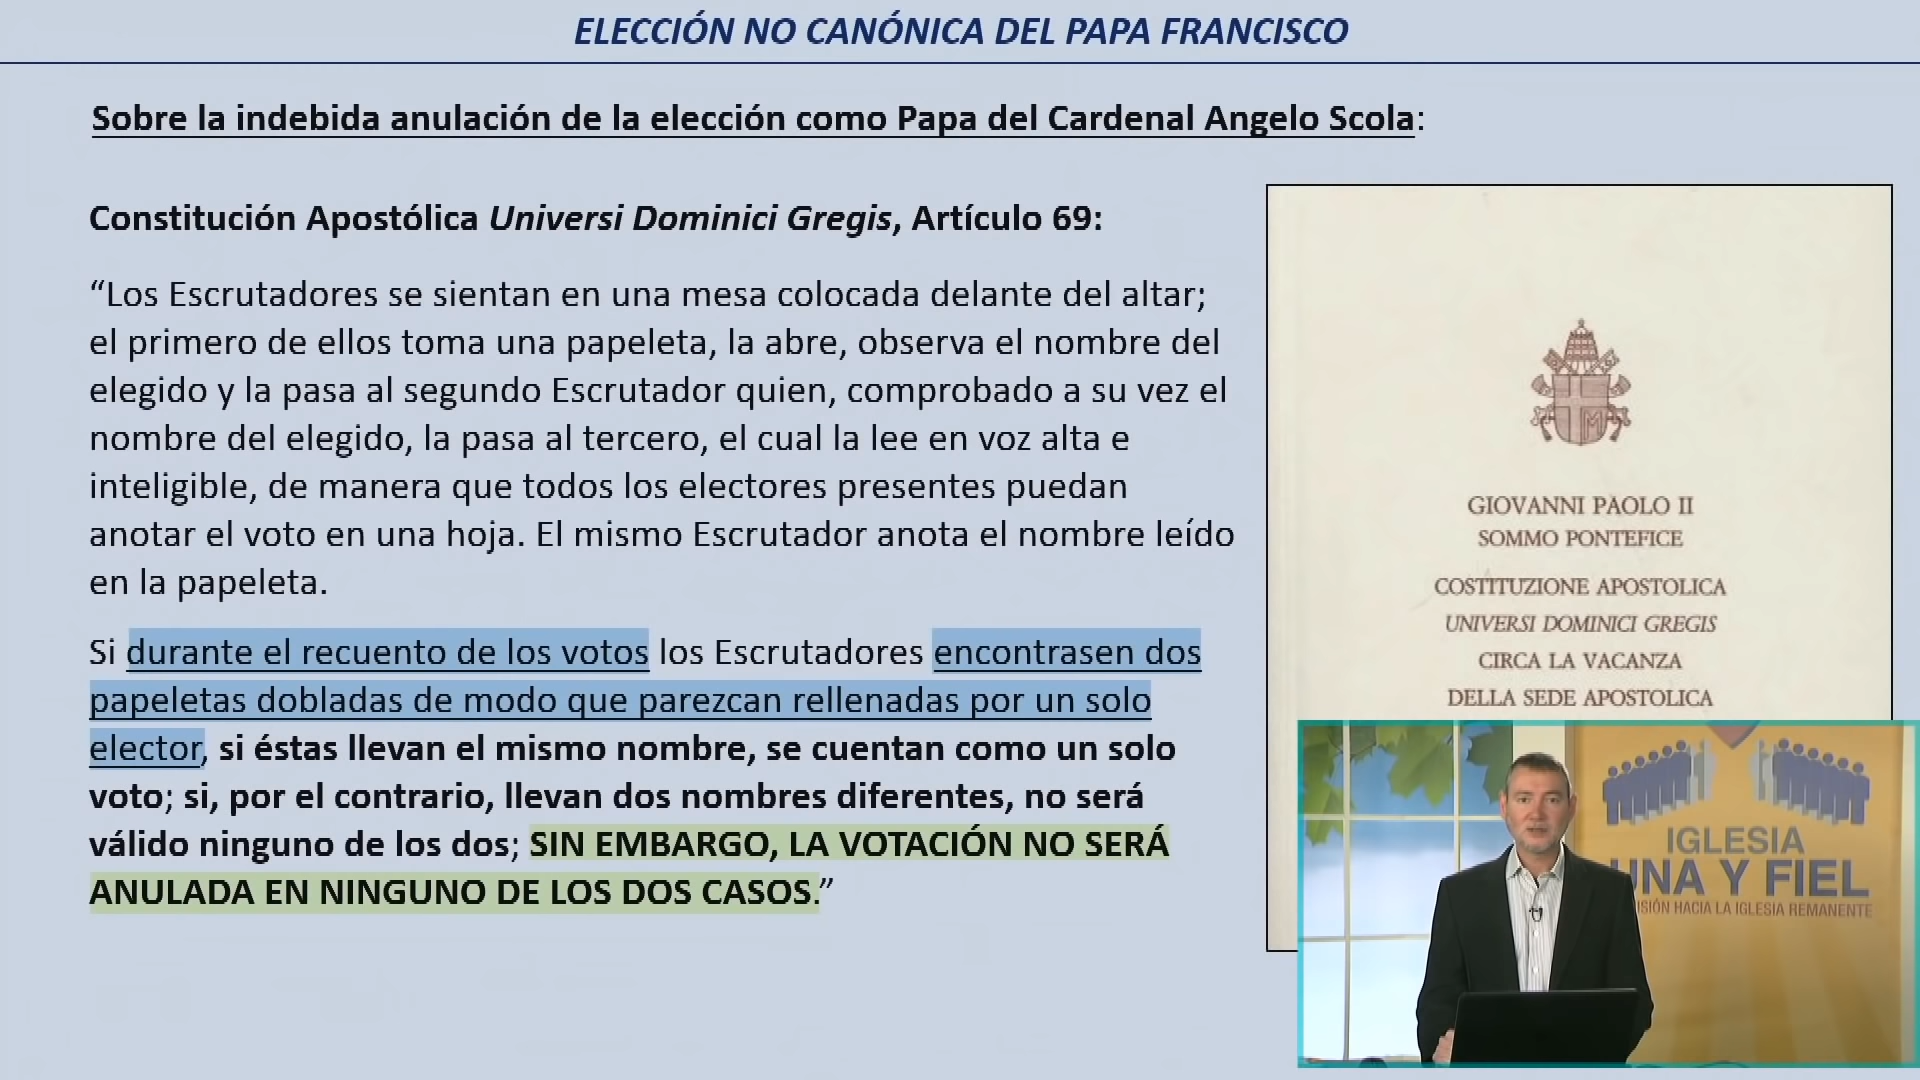 ELECCIÓN NO CANÓNICA DEL PAPA FRANCISCO
Sobre la indebida anulación de la elección como Papa del Cardenal Angelo Scola:
Constitución Apostólica Universi Dominici Gregis, Artículo 69:
“Los Escrutadores se sientan en una mesa colocada delante del altar;
el primero de ellos toma una papeleta, la abre, observa el nombre del
elegido y la pasa al segundo Escrutador quien, comprobado a su vez el
nombre del elegido, la pasa al tercero, el cual la lee en voz alta e
inteligible, de manera que todos los electores presentes puedan
anotar el voto en una hoja. El mismo Escrutador anota el nombre leído
en la papeleta.
Si durante el recuento de los votos los Escrutadores encontrasen dos
papeletas dobladas de modo que parezcan rellenadas por un solo
elector, si éstas llevan el mismo nombre, se cuentan como un solo
voto; si, por el contrario, llevan dos nombres diferentes, no será
válido ninguno de los dos; SIN EMBARGO, LA VOTACIÓN NO SERÁ
ANULADA EN NINGUNO DE LOS DOS CASOS.”
GIOVANNI PAOLO II
SOMMO PONTEFICE
COSTITUZIONE APOSTOLICA
UNIVERSI DOMINICI GREGIS
CIRCA LA VACANZA
DELLA SEDE APOSTOLICA
IGLESIA
UNA Y FIEL
HACIA LA IGLESIA REMANENTE